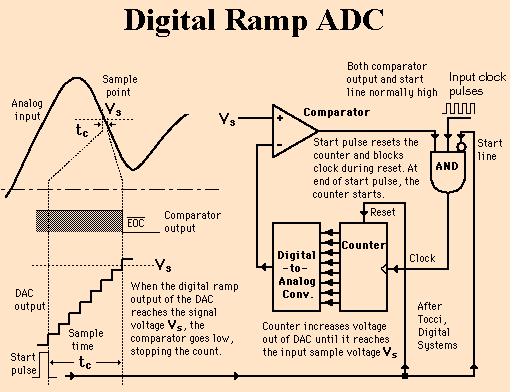 Digital Ramp ADC
Analog
input
Sample
point
Vs
tc
EOC
Comparator
output
Vs
DAC
output
When the digital ramp
output of the DAC
reaches the signal
voltage Vs, the
comparator goes low,
stopping the count.
Sample
time
Start
pulse
tc
Both comparator
output and start
line normally high
Input clock
pulses
Vs
+
-
Comparator
Start pulse resets the
counter and blocks
clock during reset. At
end of start pulse, the
counter starts.
AND
Start
line
Reset
Digital
-to-
Analog
Conv.
Counter
Clock
Counter increases voltage
out of DAC until it reaches
the input sample voltage Vs
After
Tocci,
Digital
Systems